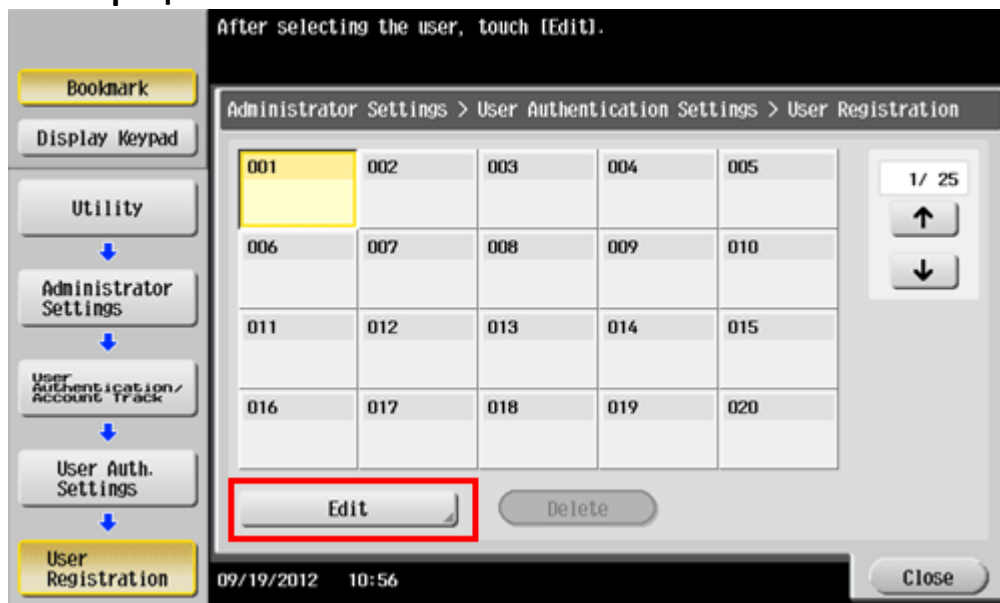 After selecting the user, touch [Edit].
Bookmark
Display Keypad
Utility
Administrator
Settings
User
Authentication/
Account Track
User Auth.
Settings
User
Registration
Administrator Settings > User Authentication Settings > User Registration
001 002 003 004 005
1/ 25
006 007 008 009 010
011 012 013 014 015
016 017 018 019 020
Edit
Delete
09/19/2012 10:56
Close